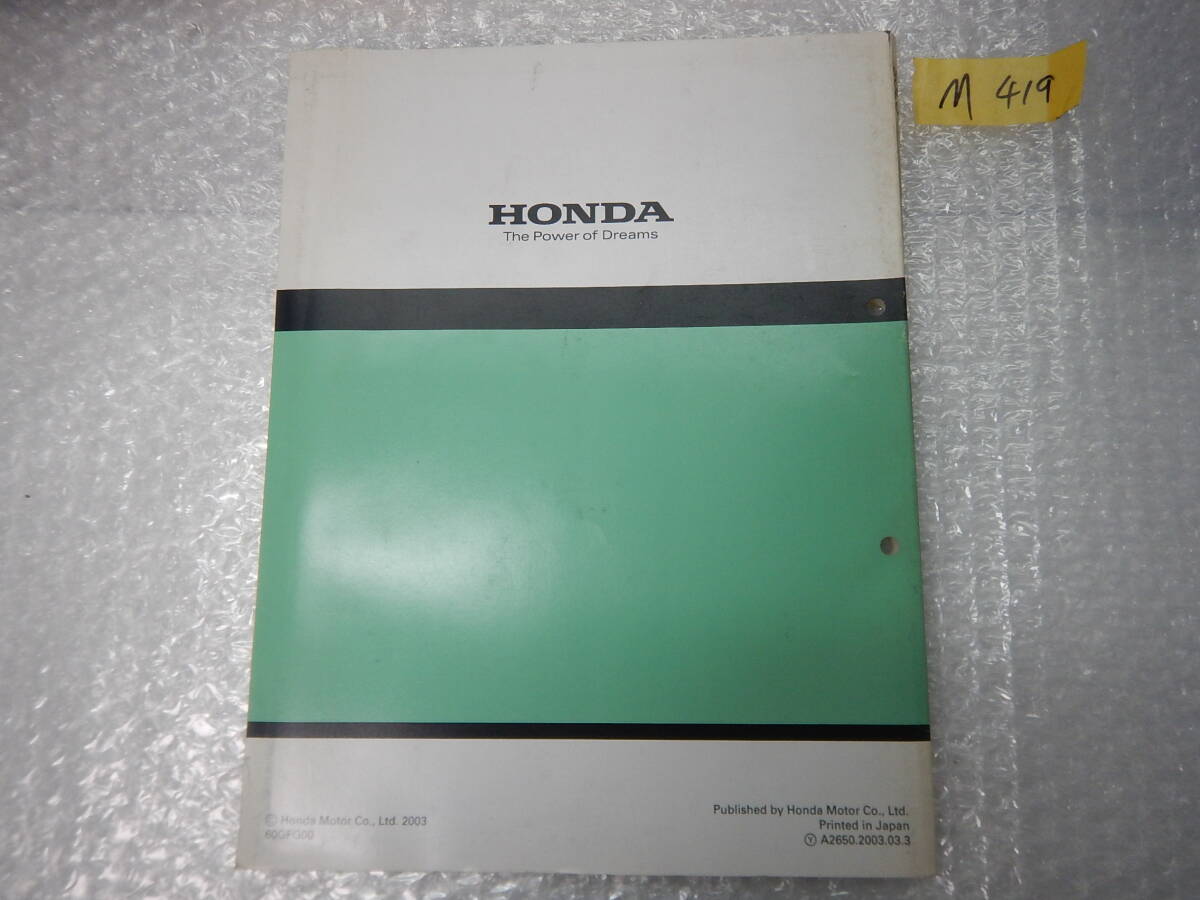 M 419
HONDA
The Power of Dreams
© Honda Motor Co., Ltd. 2003
60GFG00
Published by Honda Motor Co., Ltd.
Printed in Japan
Ⓨ A2650.2003.03.3